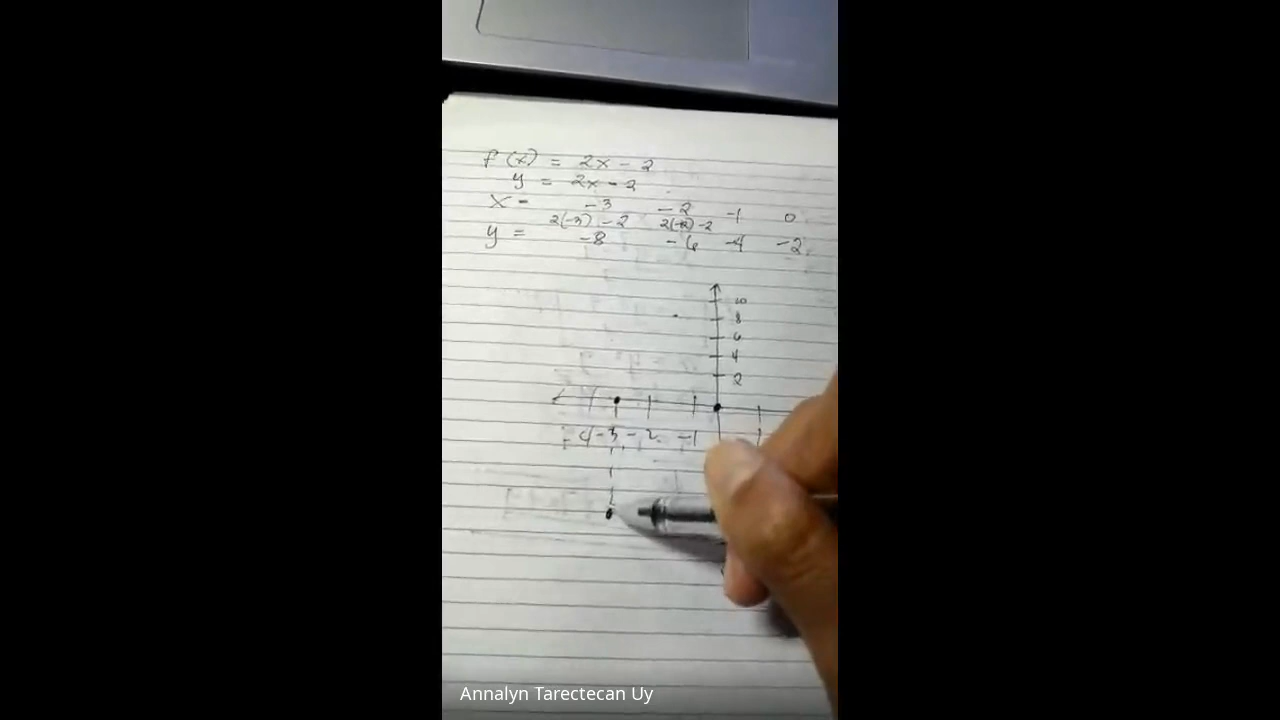 f(x) = 2x - 2
y = 2x - 2
x = -3 -2 -1 0
2(-3) -2 2(-2) -2
y = -8 -6 -4 -2
10
8
6
4
2
-4 -3 -2 -1
Annalyn Tarectecan Uy